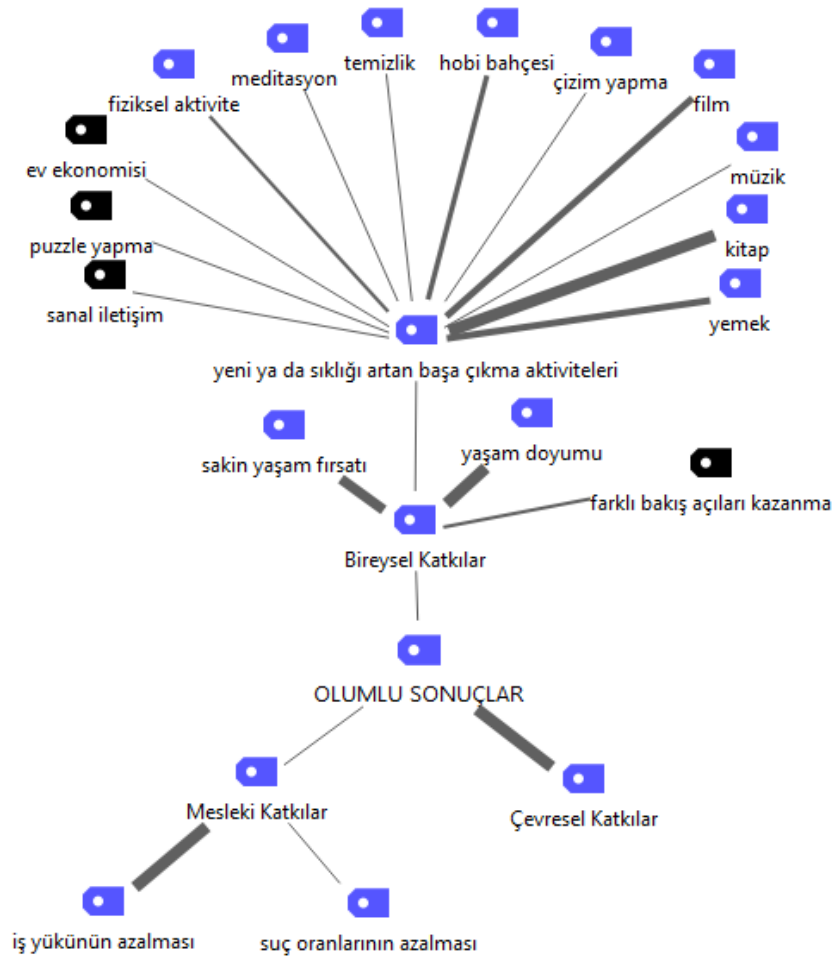 temizlik
hobi bahçesi
meditasyon
çizim yapma
fiziksel aktivite
film
ev ekonomisi
müzik
puzzle yapma
kitap
sanal iletişim
yemek
yeni ya da sıklığı artan başa çıkma aktiviteleri
sakin yaşam fırsatı
yaşam doyumu
farklı bakış açıları kazanma
Bireysel Katkılar
OLUMLU SONUÇLAR
Mesleki Katkılar
Çevresel Katkılar
iş yükünün azalması
suç oranlarının azalması